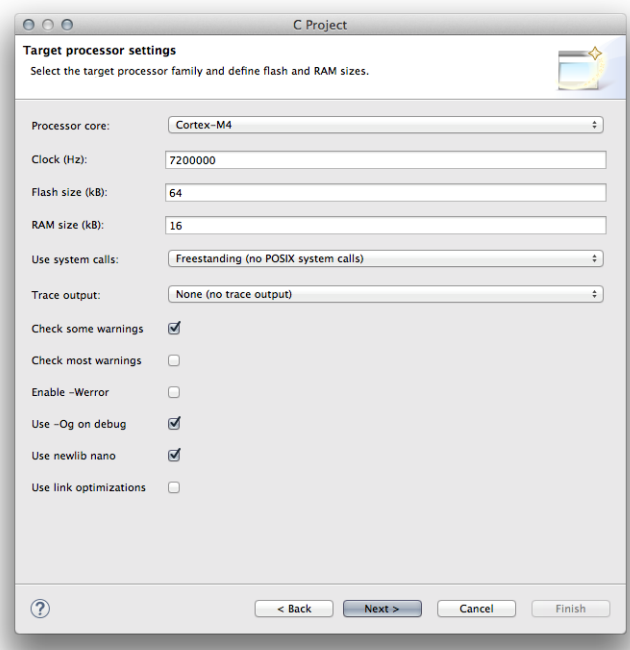 C Project
Target processor settings
Select the target processor family and define flash and RAM sizes.
Processor core: Cortex-M4
Clock (Hz): 7200000
Flash size (kB): 64
RAM size (kB): 16
Use system calls: Freestanding (no POSIX system calls)
Trace output: None (no trace output)
Check some warnings
Check most warnings
Enable -Werror
Use -Og on debug
Use newlib nano
Use link optimizations
? < Back Next > Cancel Finish